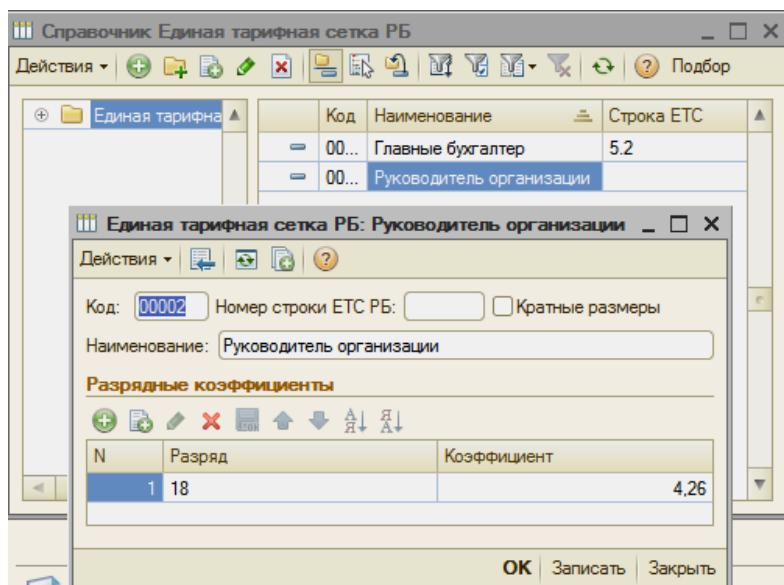 Справочник Единая тарифная сетка РБ
Действия Подбор
Единая тарифна
Код Наименование Строка ЕТС
00... Главные бухгалтер 5.2
00... Руководитель организации
Единая тарифная сетка РБ: Руководитель организации
Действия
Код: 00002 Номер строки ЕТС РБ: Кратные размеры
Наименование: Руководитель организации
Разрядные коэффициенты
N Разряд Коэффициент
1 18 4,26
OK Записать Закрыть